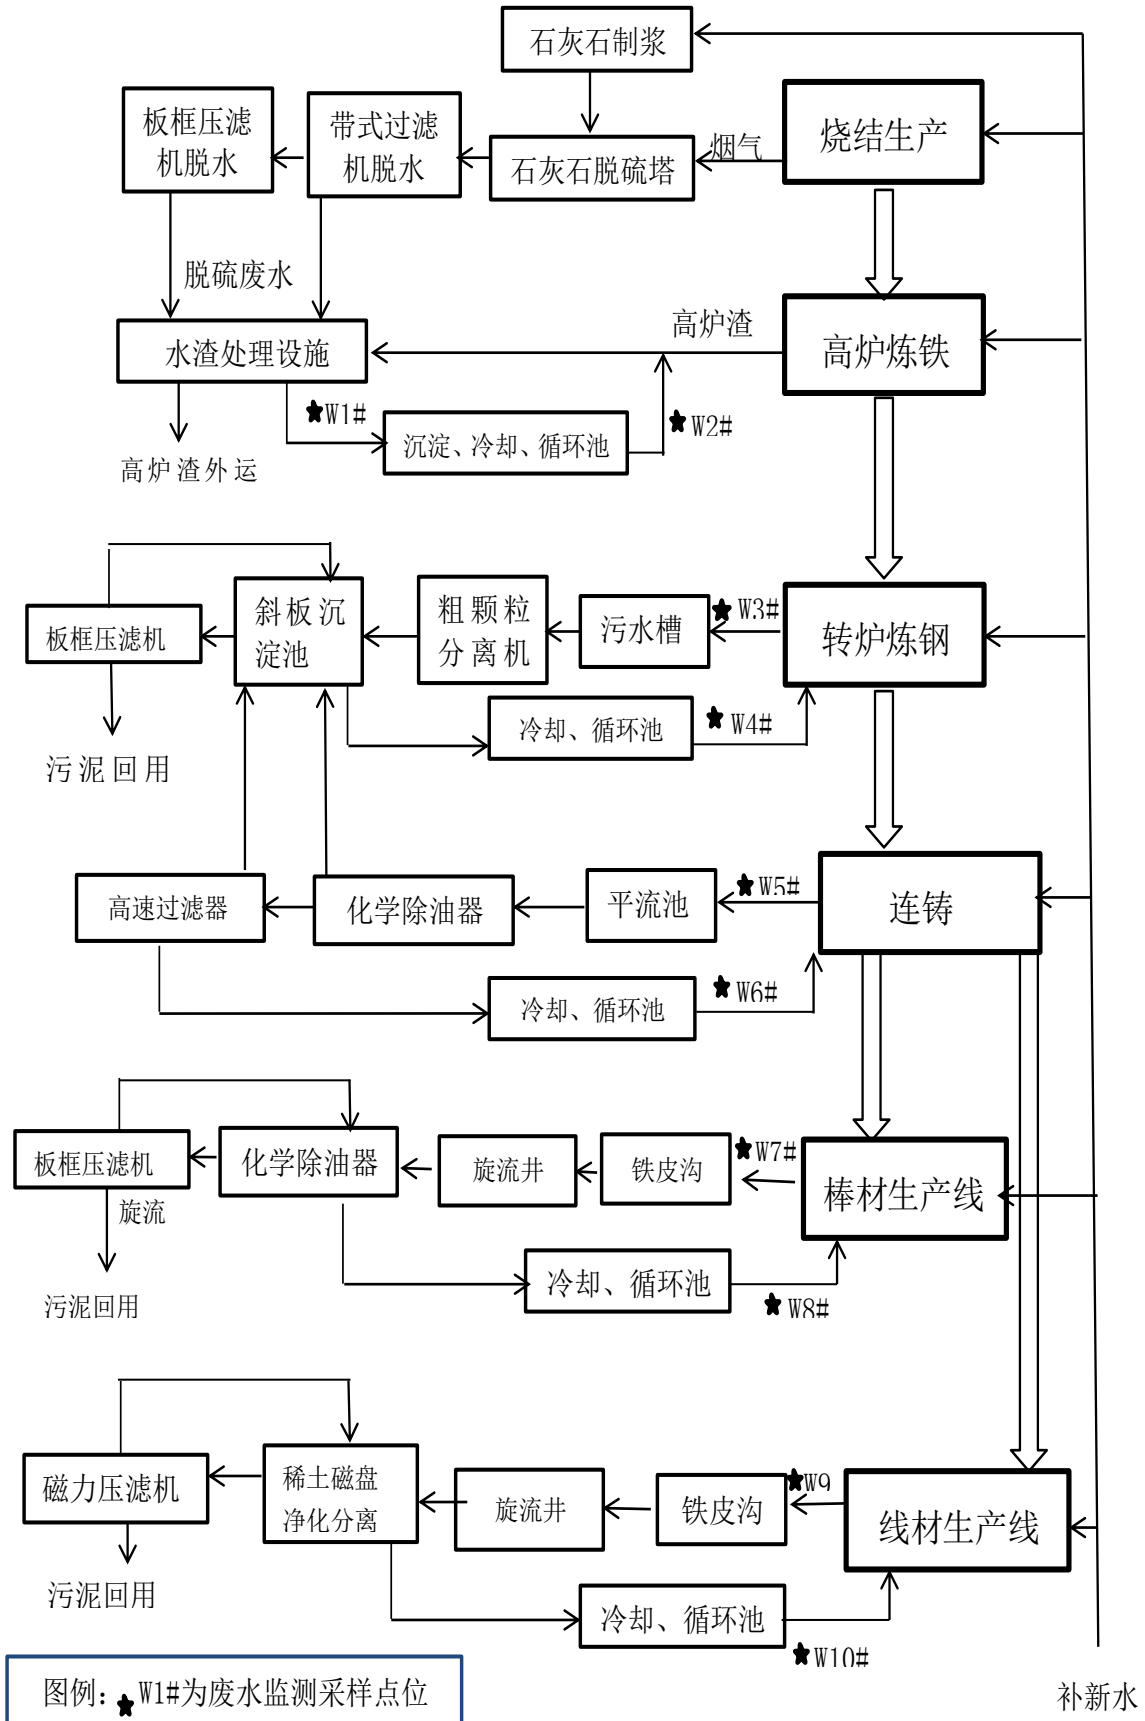 石灰石制浆
板框压滤
机脱水
带式过滤
机脱水
石灰石脱硫塔
烟气
烧结生产
脱硫废水
高炉渣
水渣处理设施
高炉炼铁
W1#
沉淀、冷却、循环池
W2#
高炉渣外运
板框压滤机
斜板沉
淀池
粗颗粒
分离机
污水槽
W3#
转炉炼钢
冷却、循环池
W4#
污泥回用
高速过滤器
化学除油器
平流池
W5#
连铸
冷却、循环池
W6#
板框压滤机
化学除油器
旋流井
铁皮沟
W7#
棒材生产线
旋流
冷却、循环池
W8#
污泥回用
磁力压滤机
稀土磁盘
净化分离
旋流井
铁皮沟
W9
线材生产线
污泥回用
冷却、循环池
W10#
图例：★W1#为废水监测采样点位
补新水